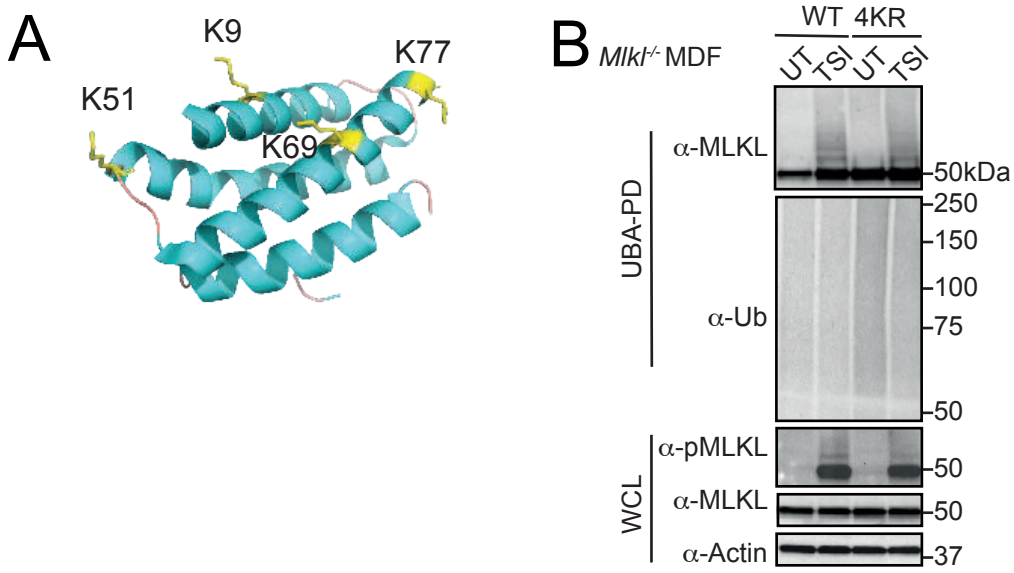 A
K9
K77
K51
K69
B
Mlkl-/- MDF
WT 4KR
UT TSI UT TSI
UBA-PD
α-MLKL
50kDa
250
150
100
α-Ub
75
50
WCL
α-pMLKL
50
α-MLKL
50
α-Actin
37